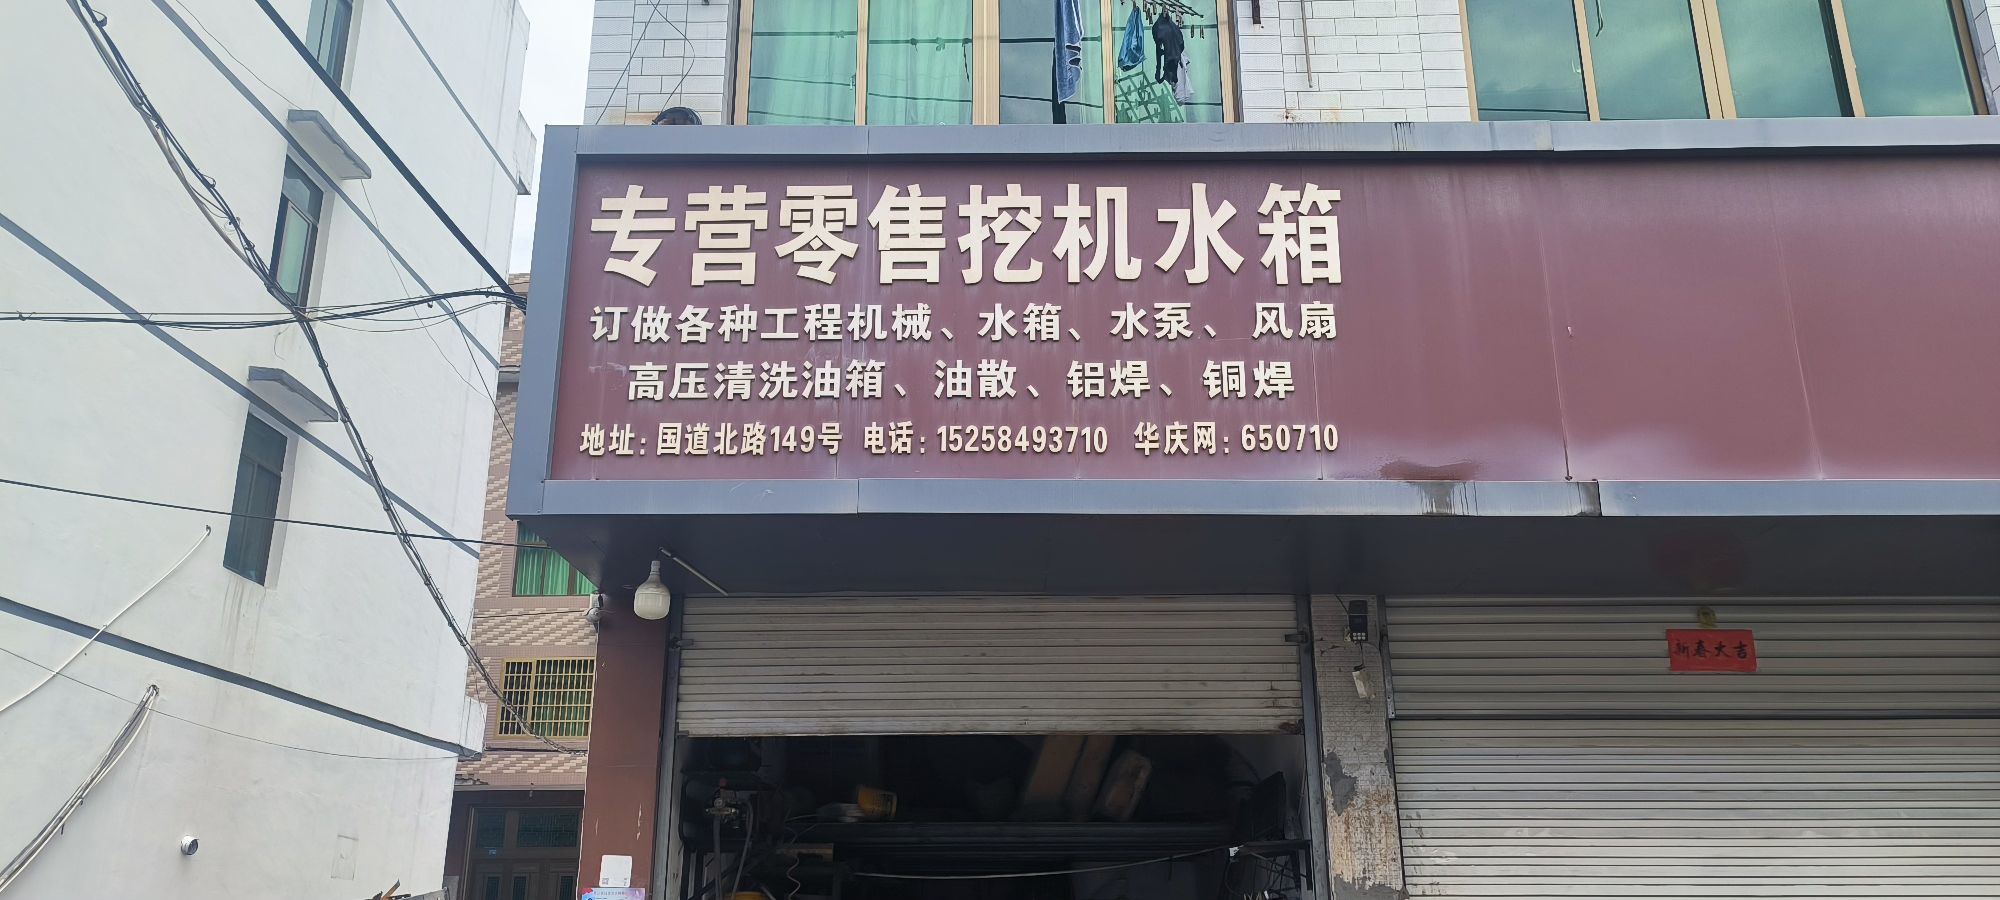 专营零售挖机水箱
订做各种工程机械、水箱、水泵、风扇
高压清洗油箱、油散、铝焊、铜焊
地址:国道北路149号 电话:15258493710 华庆网:650710
新春大吉